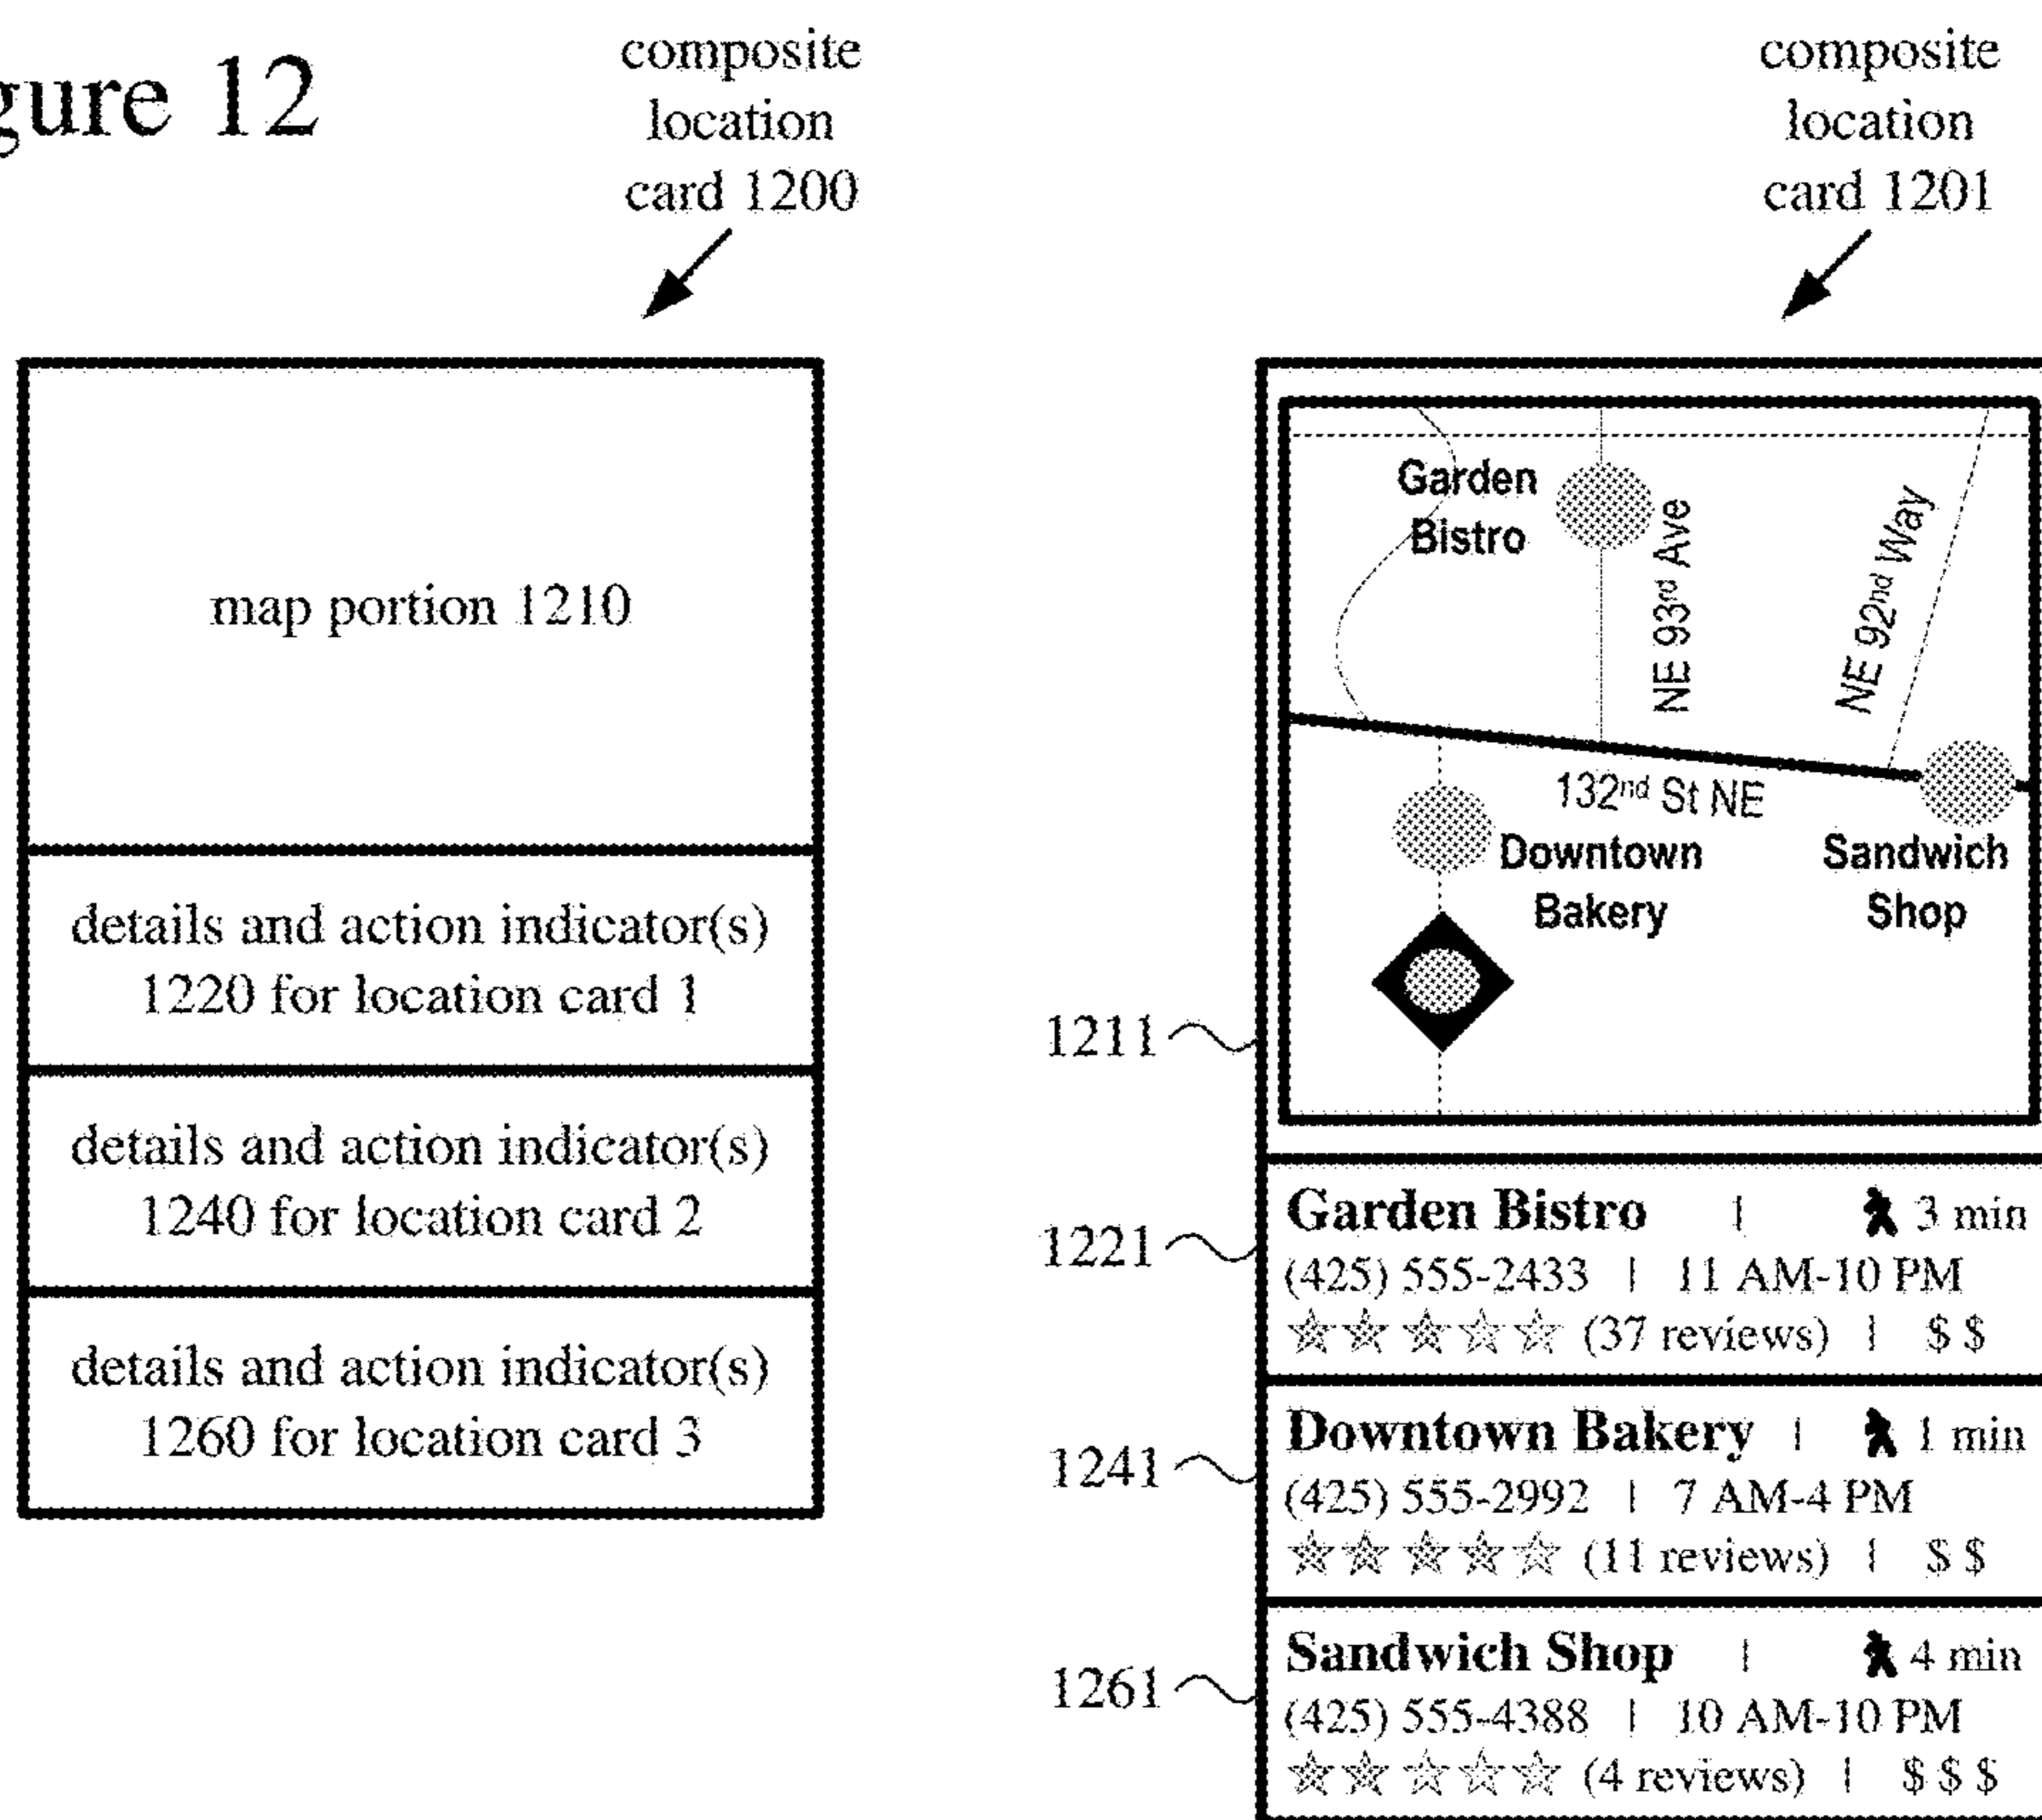 gure 12
composite
location
card 1200
map portion 1210
details and action indicator(s)
1220 for location card 1
details and action indicator(s)
1240 for location card 2
details and action indicator(s)
1260 for location card 3
composite
location
card 1201
Garden
Bistro
NE 93rd Ave
NE 92nd Way
132nd St NE
Downtown
Bakery
Sandwich
Shop
1211
1221
Garden Bistro | 3 min
(425) 555-2433 | 11 AM-10 PM
(37 reviews) | $ $
1241
Downtown Bakery | 1 min
(425) 555-2992 | 7 AM-4 PM
(11 reviews) | $ $
1261
Sandwich Shop | 4 min
(425) 555-4388 | 10 AM-10 PM
(4 reviews) | $ $ $